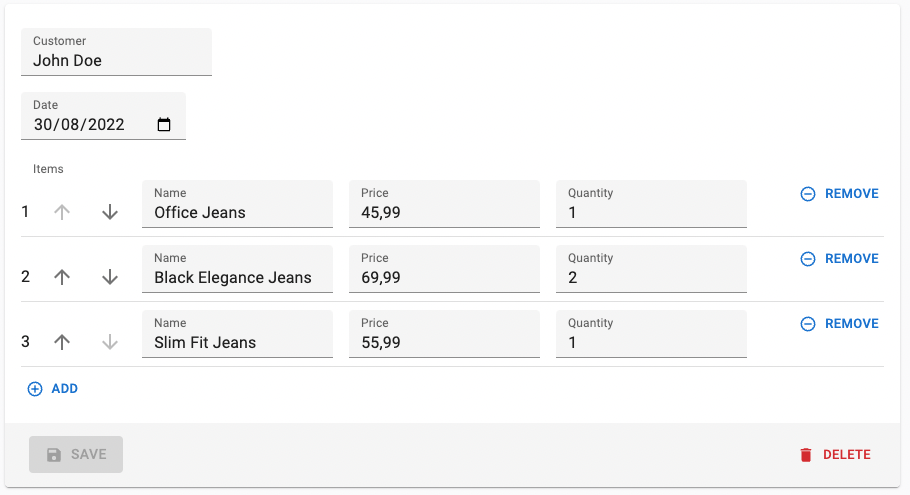 Customer
John Doe
Date
30/08/2022
Items
Name Price Quantity
1 Office Jeans 45,99 1 REMOVE
Name Price Quantity
2 Black Elegance Jeans 69,99 2 REMOVE
Name Price Quantity
3 Slim Fit Jeans 55,99 1 REMOVE
ADD
SAVE DELETE